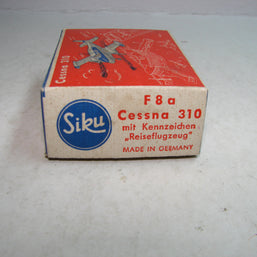 Cessna 310
Siku
F 8 a
Cessna 310
mit Kennzeichen
„Reiseflugzeug"
MADE IN GERMANY